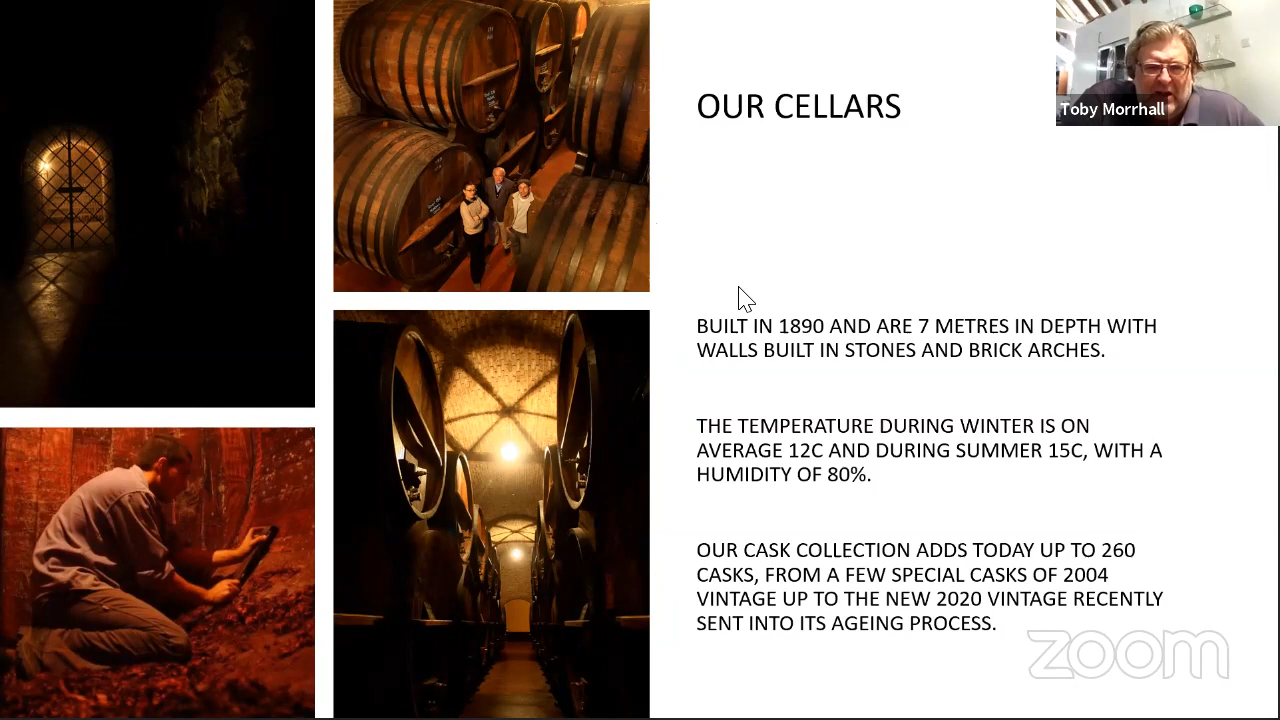 OUR CELLARS
Toby Morrhall
BUILT IN 1890 AND ARE 7 METRES IN DEPTH WITH
WALLS BUILT IN STONES AND BRICK ARCHES.
THE TEMPERATURE DURING WINTER IS ON
AVERAGE 12C AND DURING SUMMER 15C, WITH A
HUMIDITY OF 80%.
OUR CASK COLLECTION ADDS TODAY UP TO 260
CASKS, FROM A FEW SPECIAL CASKS OF 2004
VINTAGE UP TO THE NEW 2020 VINTAGE RECENTLY
SENT INTO ITS AGEING PROCESS.
zoom